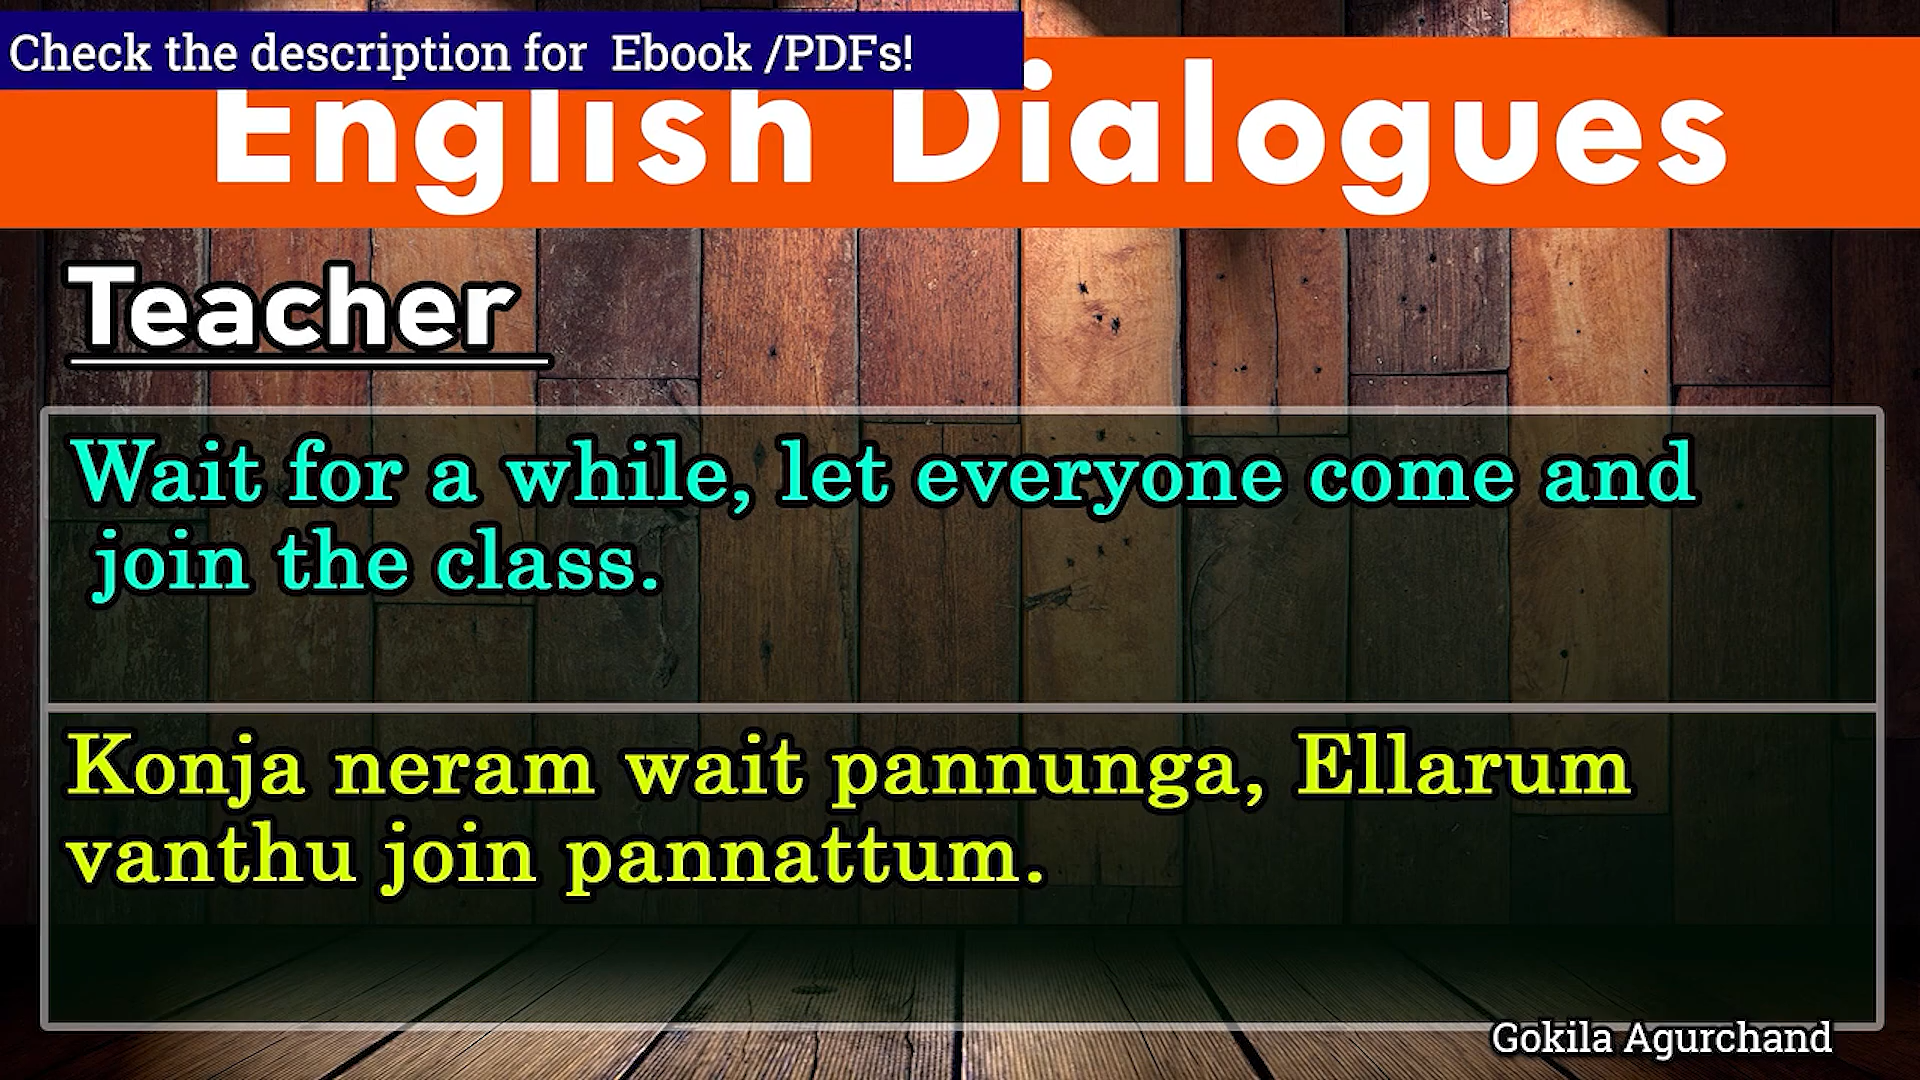 Check the description for Ebook /PDFs!
English Dialogues
Teacher
Wait for a while, let everyone come and
join the class.
Konja neram wait pannunga, Ellarum
vanthu join pannattum.
Gokila Agurchand